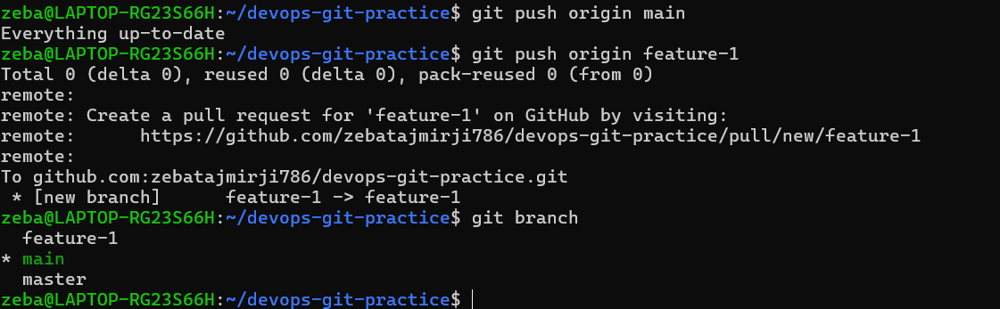 zeba@LAPTOP-RG23S66H:~/devops-git-practice$ git push origin main
Everything up-to-date
zeba@LAPTOP-RG23S66H:~/devops-git-practice$ git push origin feature-1
Total 0 (delta 0), reused 0 (delta 0), pack-reused 0 (from 0)
remote:
remote: Create a pull request for 'feature-1' on GitHub by visiting:
remote:      https://github.com/zebatajmirji786/devops-git-practice/pull/new/feature-1
remote:
To github.com:zebatajmirji786/devops-git-practice.git
 * [new branch]      feature-1 -> feature-1
zeba@LAPTOP-RG23S66H:~/devops-git-practice$ git branch
  feature-1
* main
  master
zeba@LAPTOP-RG23S66H:~/devops-git-practice$